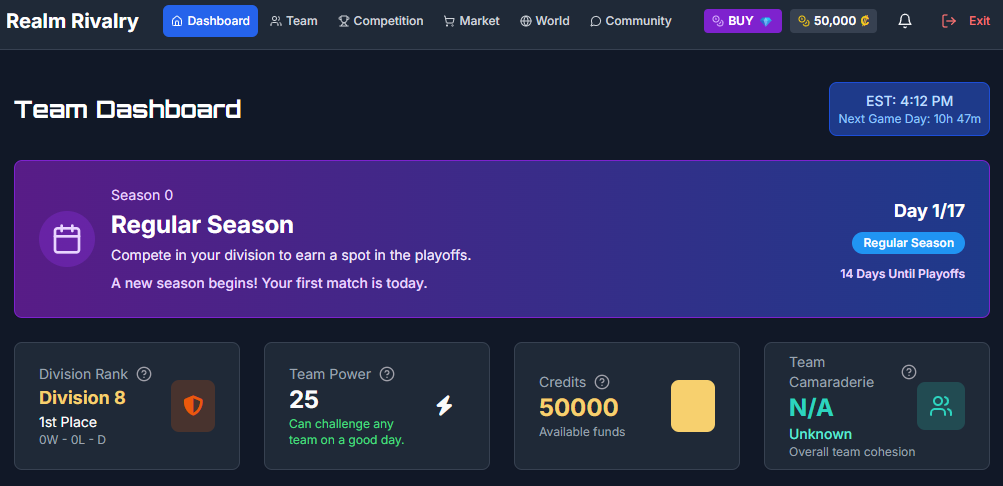 Realm Rivalry
Dashboard
Team
Competition
Market
World
Community
BUY
50,000 ₡
Exit
Team Dashboard
EST: 4:12 PM
Next Game Day: 10h 47m
Season 0
Regular Season
Compete in your division to earn a spot in the playoffs.
A new season begins! Your first match is today.
Day 1/17
Regular Season
14 Days Until Playoffs
Division Rank
Division 8
1st Place
0W - 0L - D
Team Power
25
Can challenge any
team on a good day.
Credits
50000
Available funds
Team
Camaraderie
N/A
Unknown
Overall team cohesion